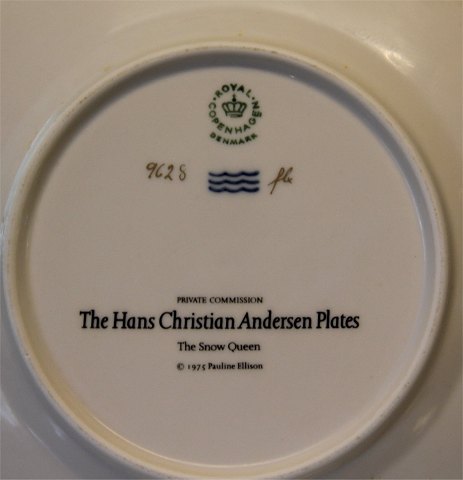 ROYAL
COPENHAGEN
DENMARK
9628
PRIVATE COMMISSION
The Hans Christian Andersen Plates
The Snow Queen
© 1975 Pauline Ellison